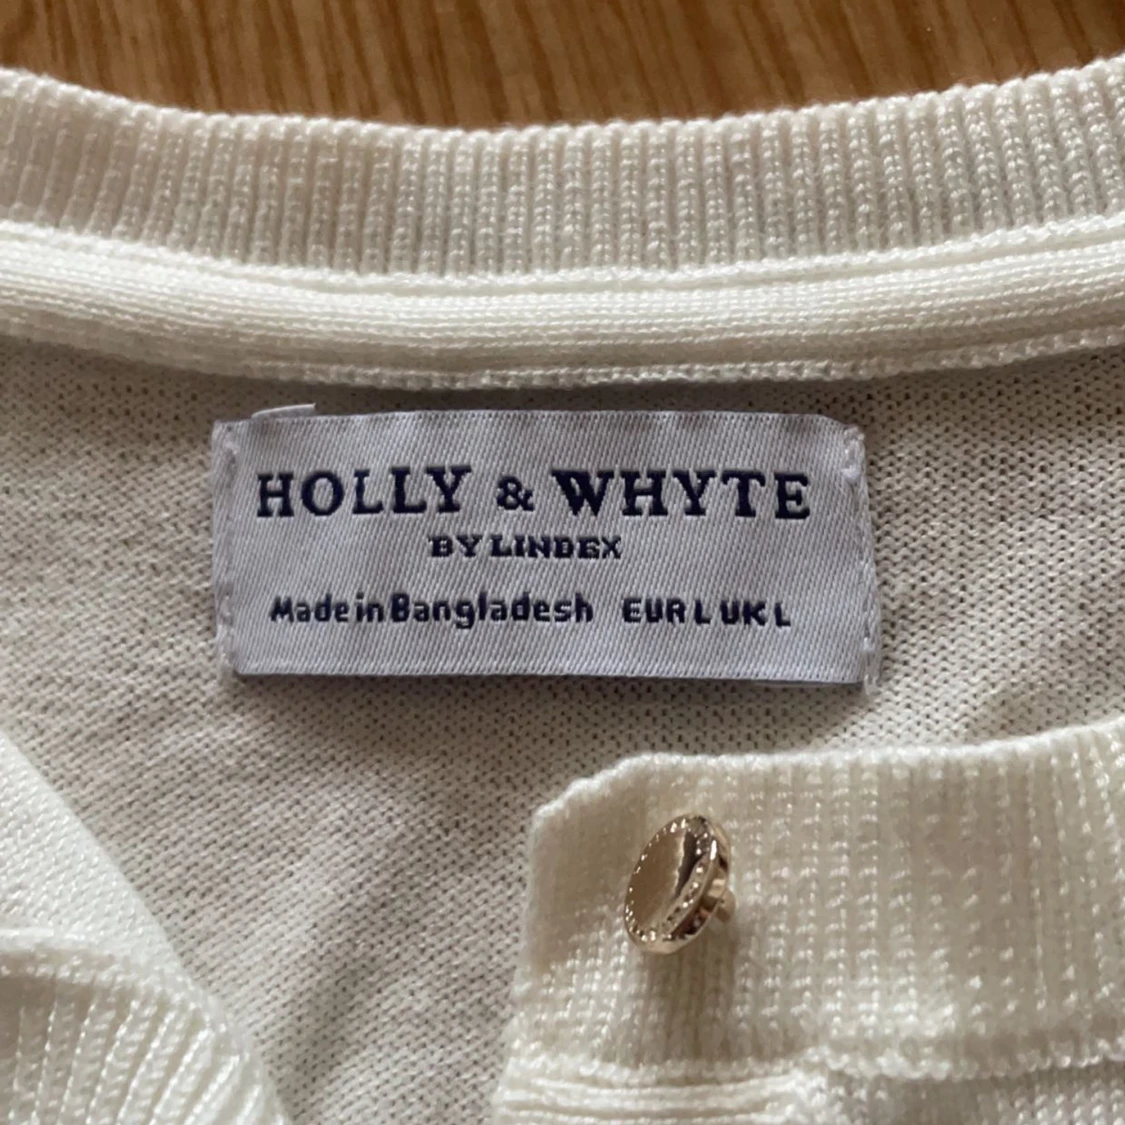 HOLLY & WHYTE
BY LINDEX
Made in Bangladesh EUR L UK L